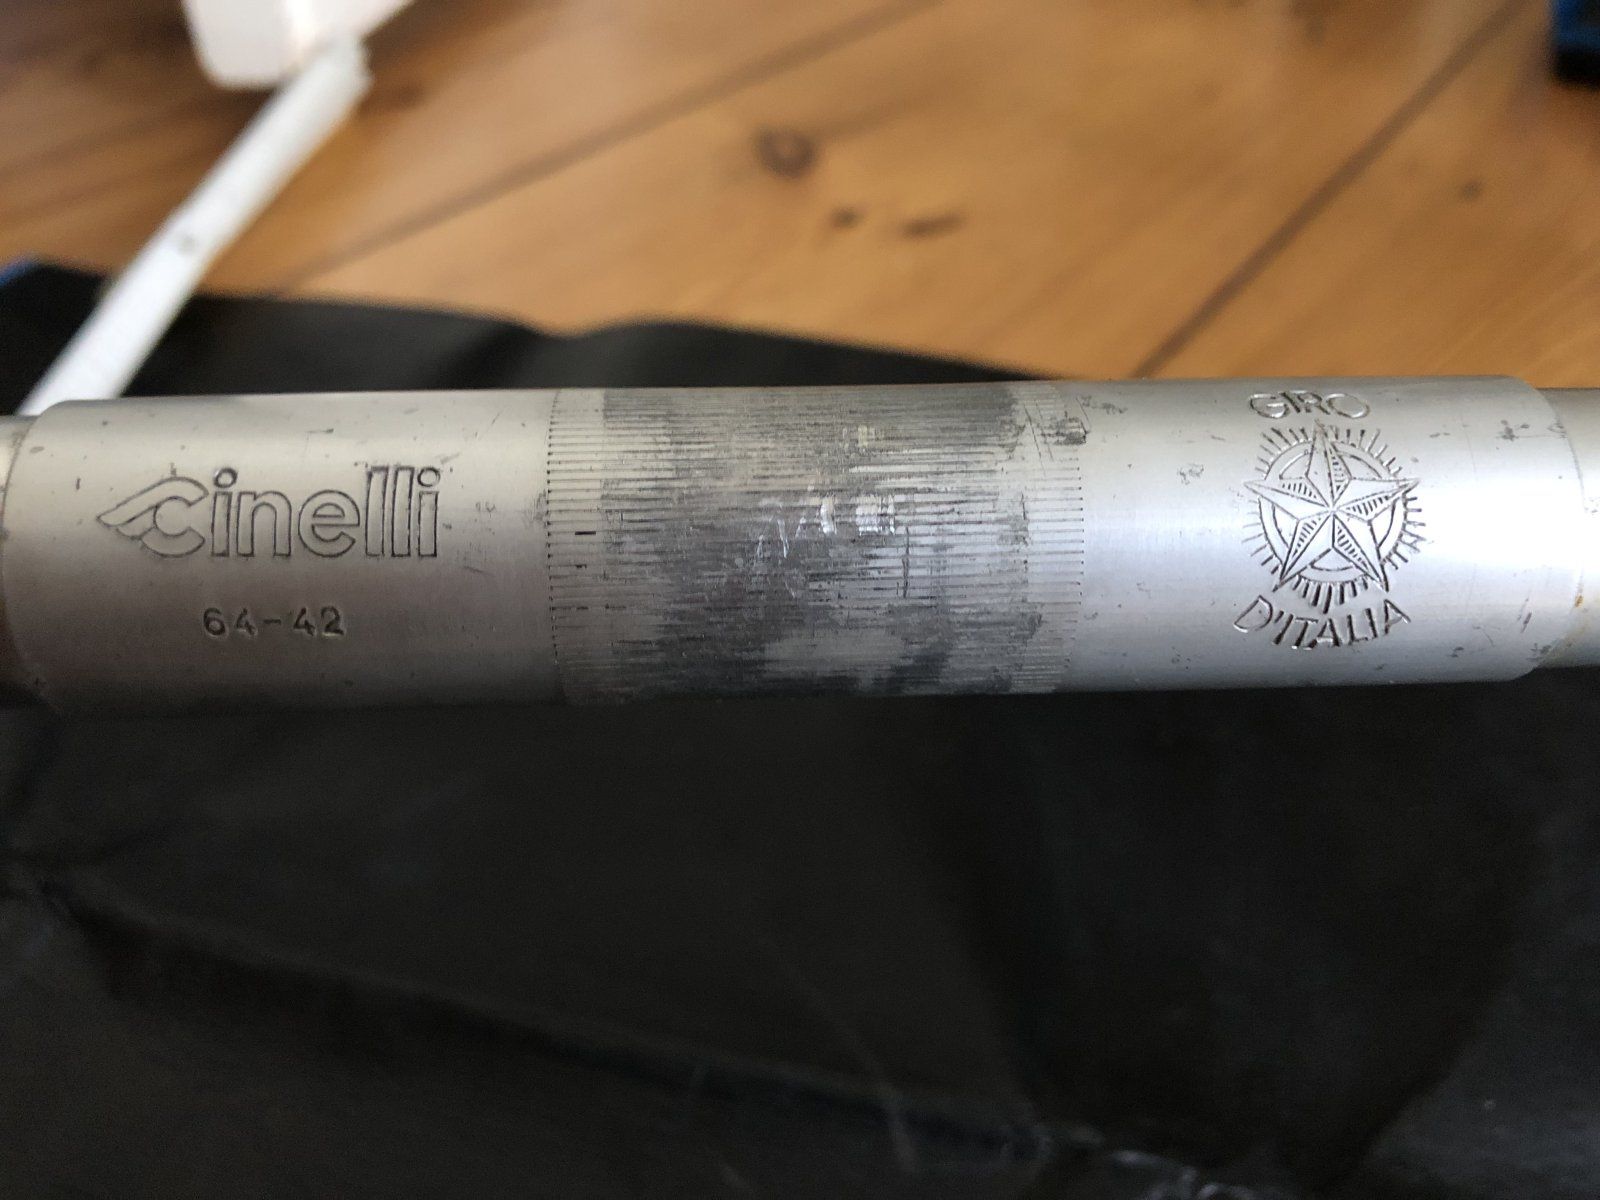 Cinelli
64-42
GIRO
D'ITALIA